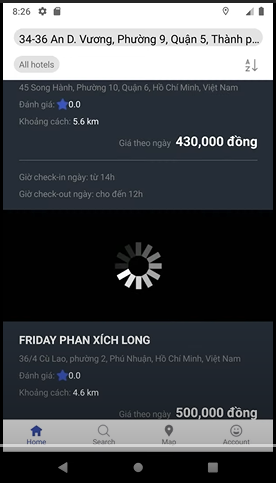 8:26
34-36 An D. Vương, Phường 9, Quận 5, Thành p...
All hotels
A
Z
45 Song Hành, Phường 10, Quận 6, Hồ Chí Minh, Việt Nam
Đánh giá: 0.0
Khoảng cách: 5.6 km
Giá theo ngày 430,000 đồng
Giờ check-in ngày: từ 14h
Giờ check-out ngày: cho đến 12h
FRIDAY PHAN XÍCH LONG
36/4 Cù Lao, phường 2, Phú Nhuận, Hồ Chí Minh, Việt Nam
Đánh giá: 0.0
Khoảng cách: 4.6 km
Giá theo ngày 500,000 đồng
Home Search Map Account